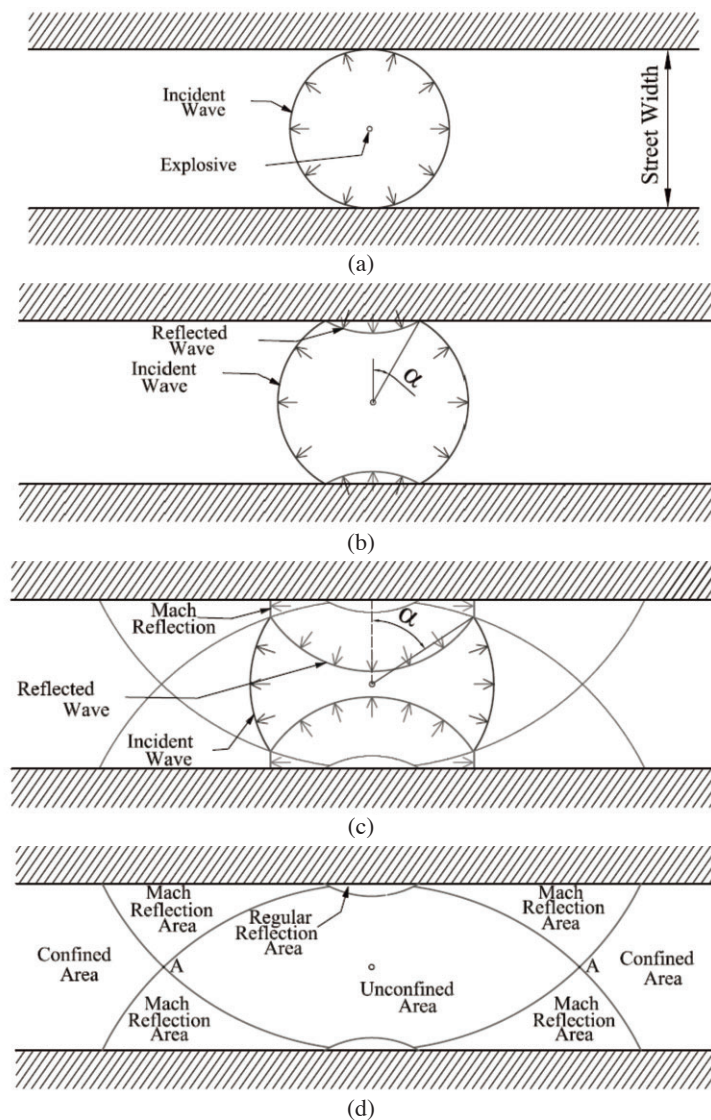 Incident
Wave
Explosive
Street Width
(a)
Reflected
Wave
Incident
Wave
α
(b)
Mach
Reflection
α
Reflected
Wave
Incident
Wave
(c)
Mach
Reflection
Area
Regular
Reflection
Area
Mach
Reflection
Area
Confined
Area
A
Unconfined
Area
A
Confined
Area
Mach
Reflection
Area
Mach
Reflection
Area
(d)